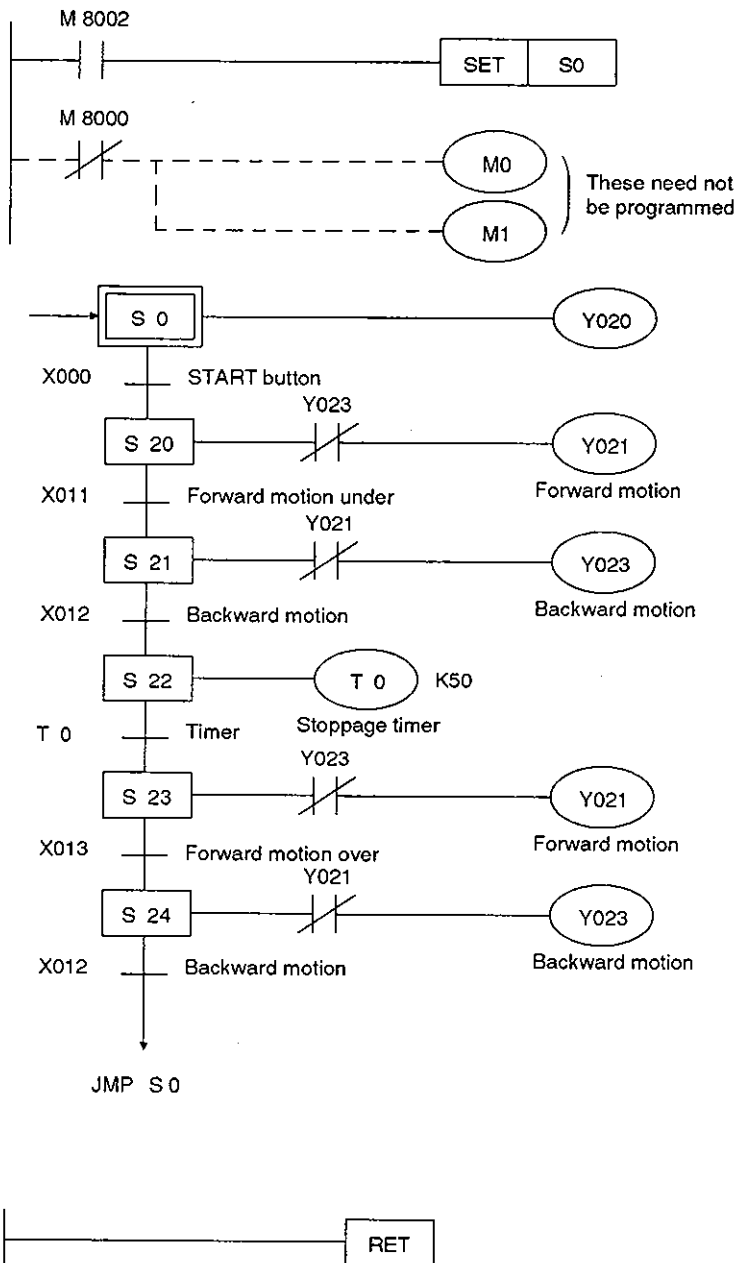 M 8002
SET S0
M 8000
M0
These need not
be programmed
M1
S 0
Y020
X000 START button
Y023
S 20
Y021
X011 Forward motion under
Forward motion
Y021
S 21
Y023
X012 Backward motion
Backward motion
S 22
T 0 K50
T 0 Timer
Stoppage timer
Y023
S 23
Y021
X013 Forward motion over
Forward motion
Y021
S 24
Y023
X012 Backward motion
Backward motion
JMP S 0
RET